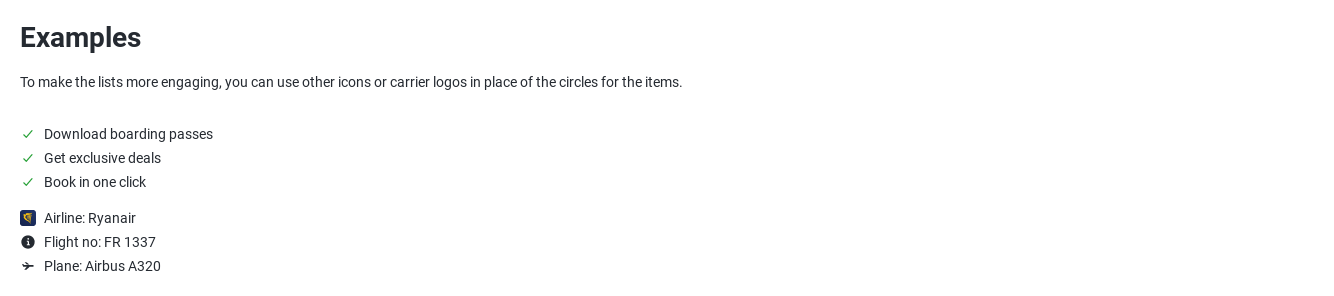 Examples
To make the lists more engaging, you can use other icons or carrier logos in place of the circles for the items.
Download boarding passes
Get exclusive deals
Book in one click
Airline: Ryanair
Flight no: FR 1337
Plane: Airbus A320